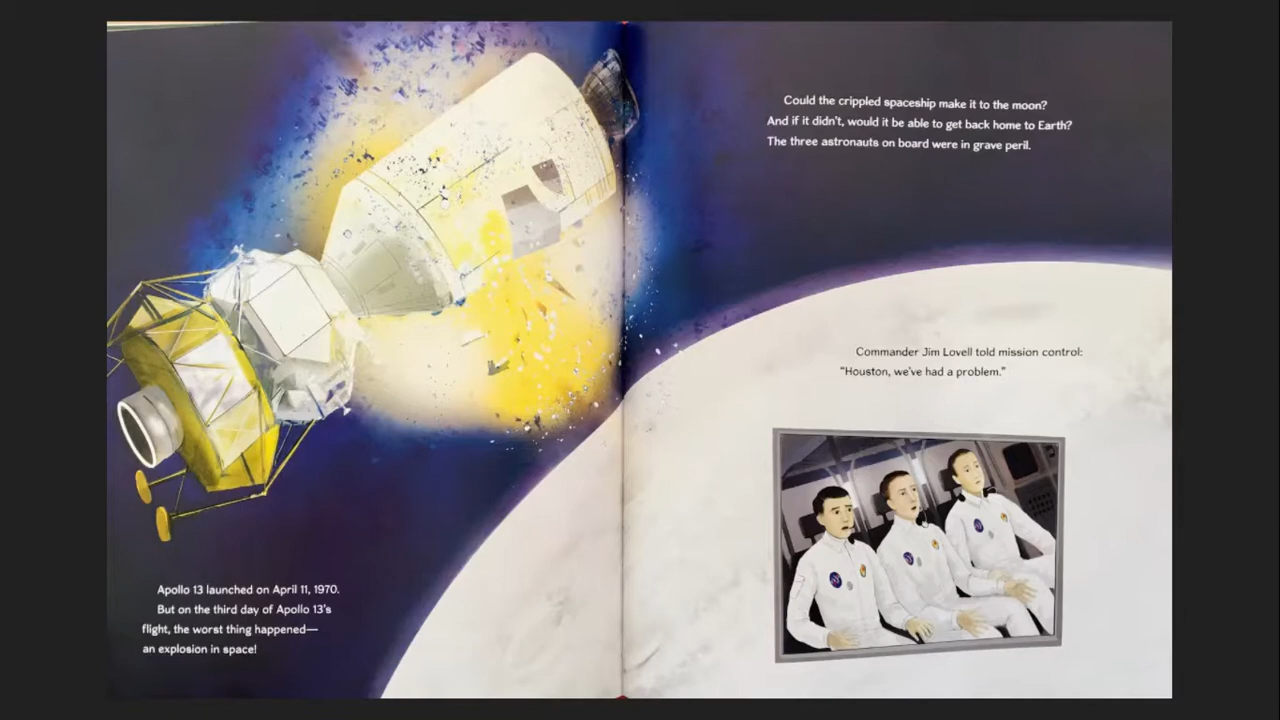 Apollo 13 launched on April 11, 1970.
But on the third day of Apollo 13's
flight, the worst thing happened—
an explosion in space!
Could the crippled spaceship make it to the moon?
And if it didn't, would it be able to get back home to Earth?
The three astronauts on board were in grave peril.
Commander Jim Lovell told mission control:
"Houston, we've had a problem."